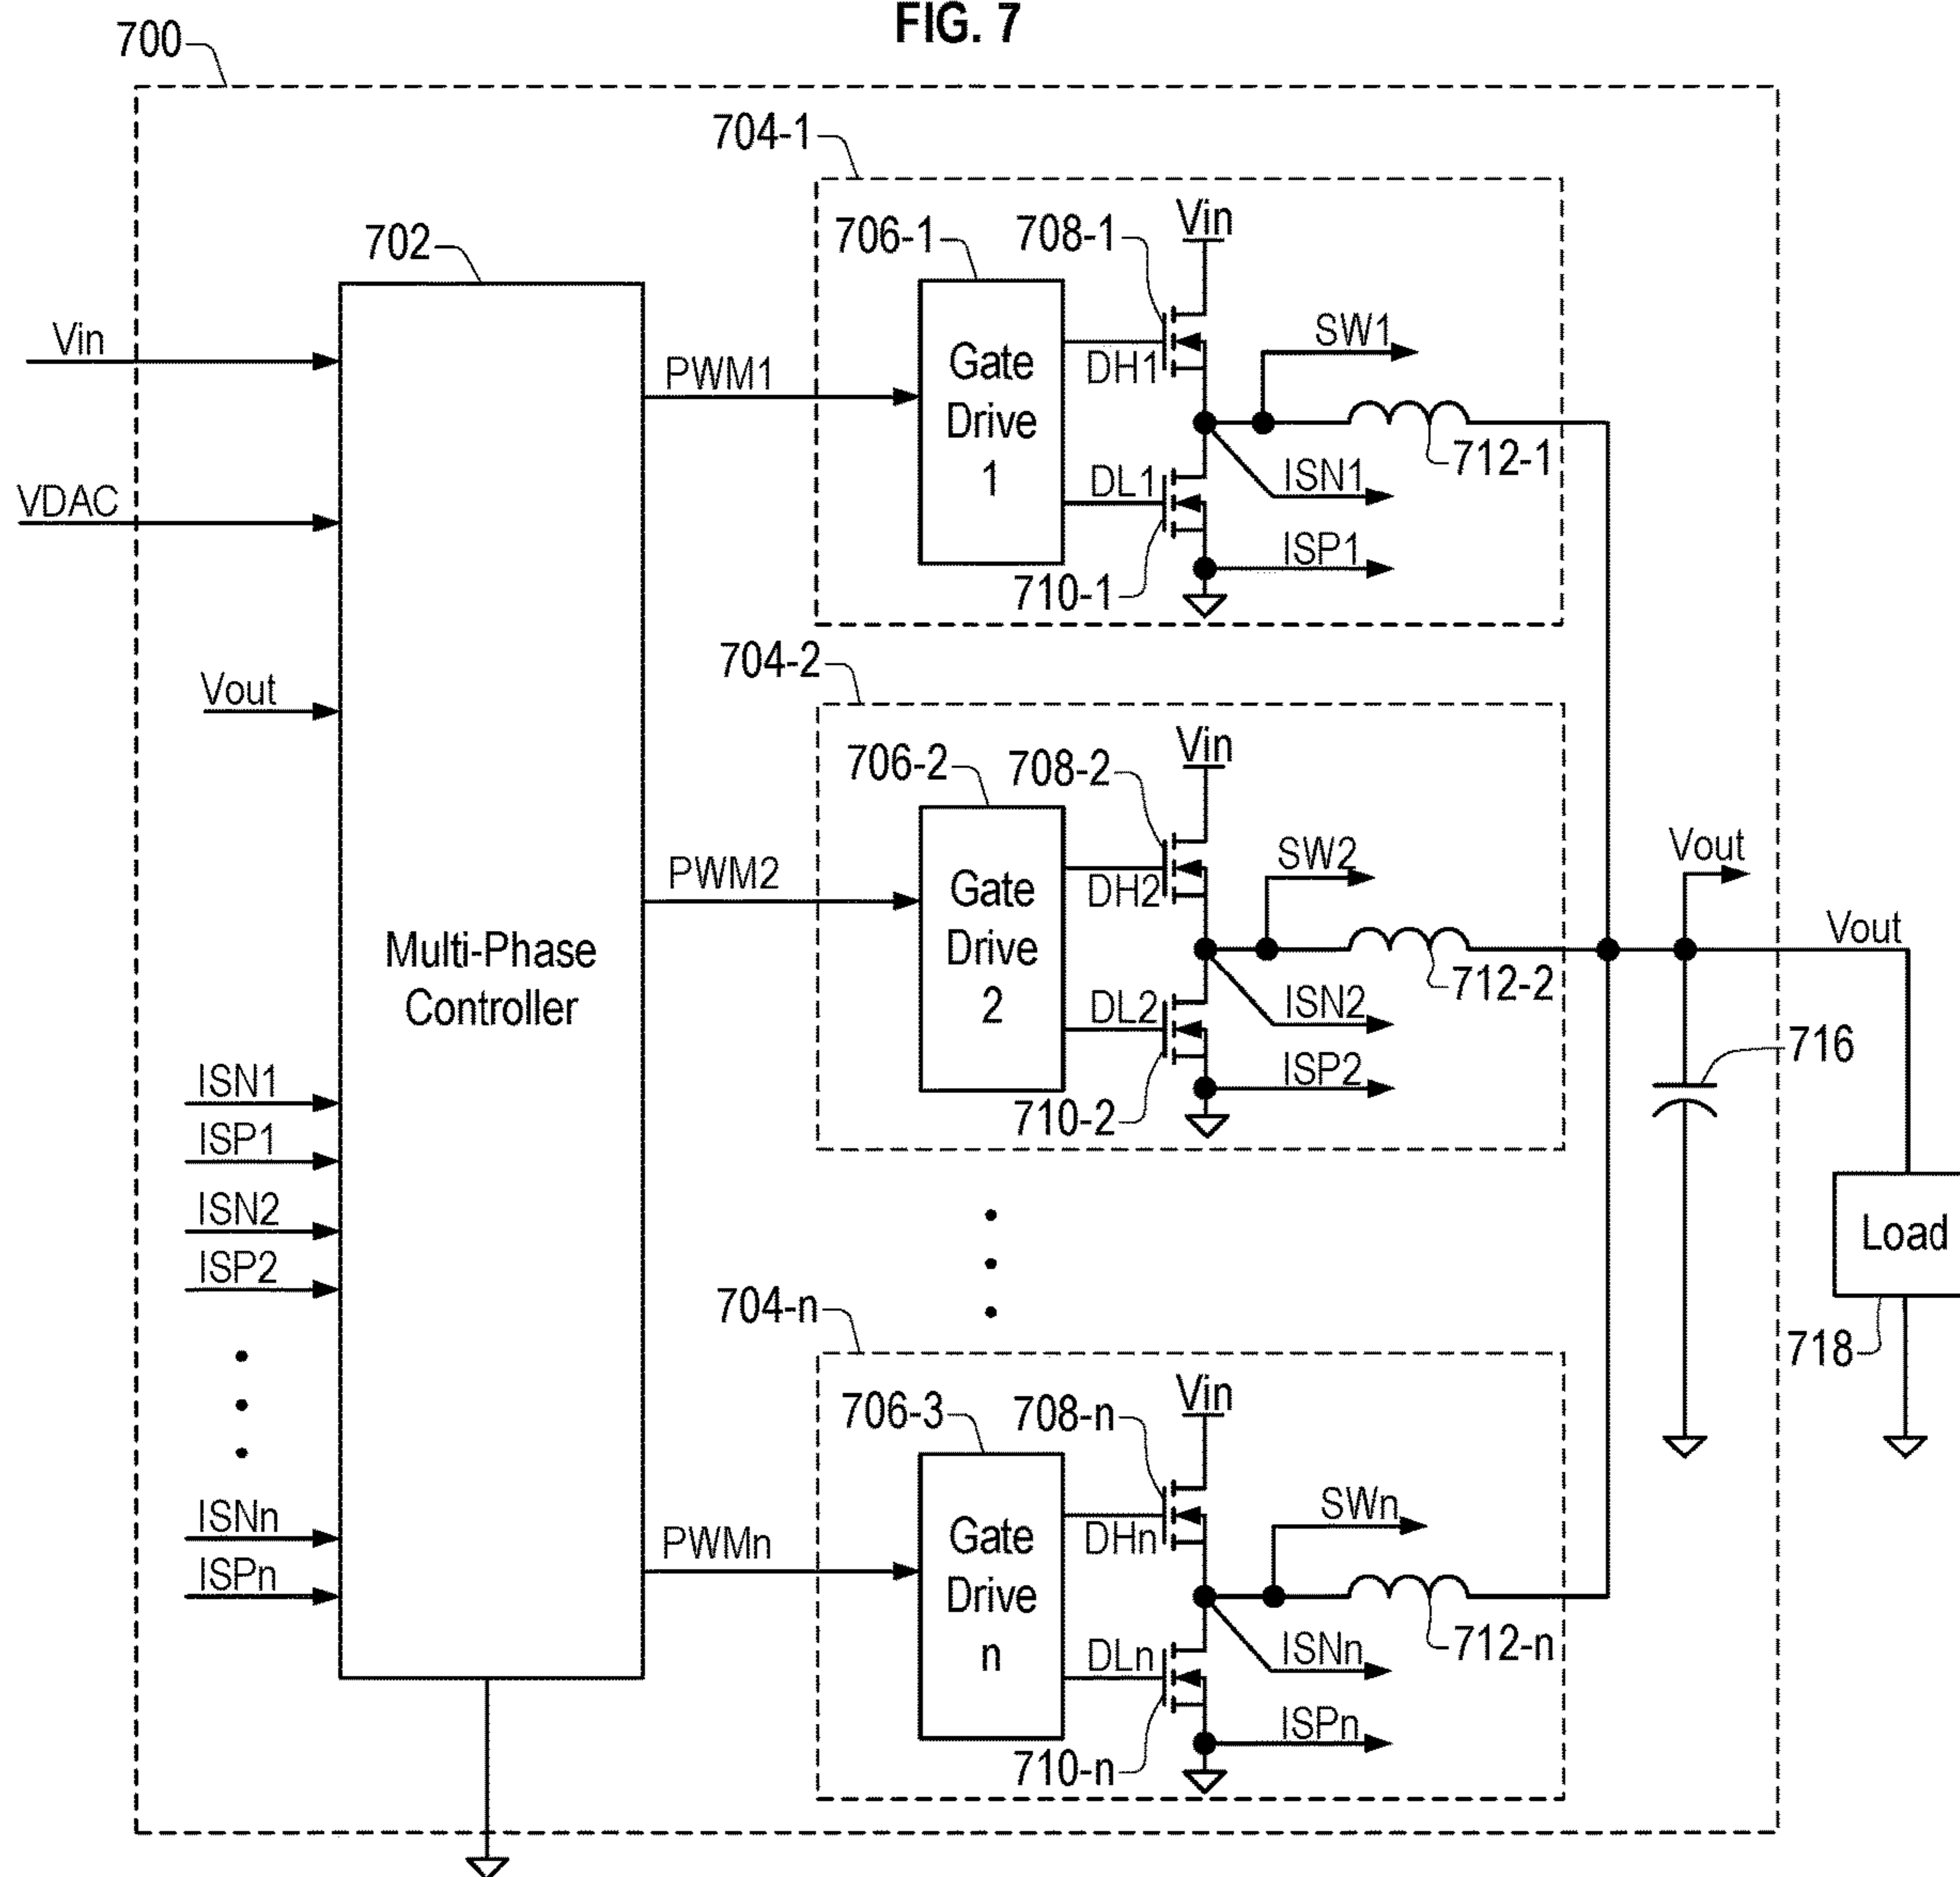 FIG. 7
700
704-1
702
706-1
708-1
Vin
Vin
SW1
PWM1
DH1
Gate
Drive
1
712-1
VDAC
DL1
ISN1
ISP1
710-1
704-2
Vout
706-2
708-2
Vin
SW2
Vout
PWM2
DH2
Gate
Drive
2
Vout
Multi-Phase
Controller
712-2
DL2
ISN2
716
ISP2
ISN1
710-2
ISP1
ISN2
Load
ISP2
704-n
718
706-3
708-n
Vin
SWn
ISNn
PWMn
DHn
Gate
Drive
n
ISPn
712-n
DLn
ISNn
ISPn
710-n